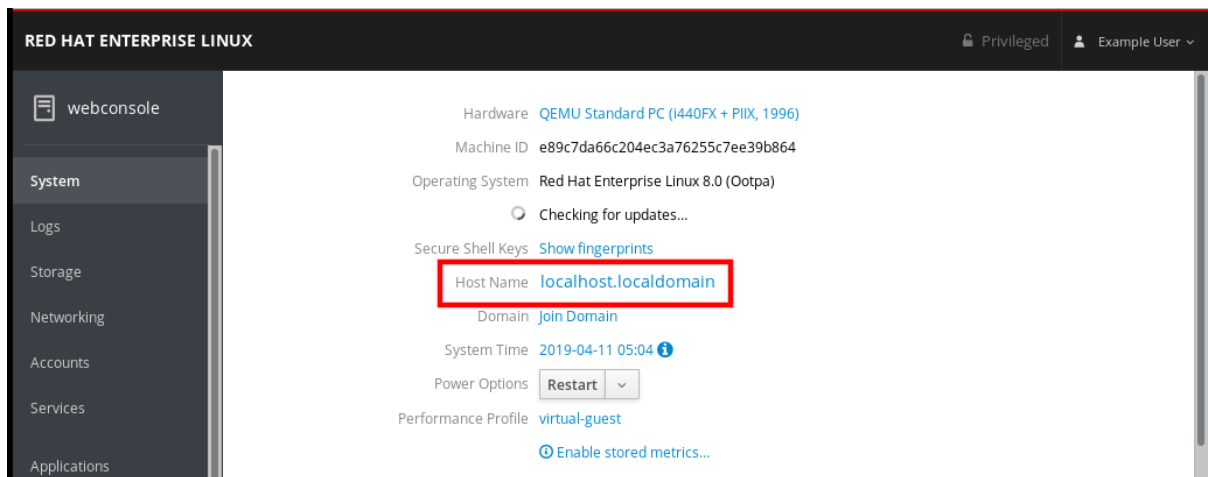 RED HAT ENTERPRISE LINUX Privileged Example User
webconsole
System
Logs
Storage
Networking
Accounts
Services
Applications
Hardware QEMU Standard PC (i440FX + PIIX, 1996)
Machine ID e89c7da66c204ec3a76255c7ee39b864
Operating System Red Hat Enterprise Linux 8.0 (Ootpa)
Checking for updates...
Secure Shell Keys Show fingerprints
Host Name localhost.localdomain
Domain Join Domain
System Time 2019-04-11 05:04
Power Options Restart
Performance Profile virtual-guest
Enable stored metrics...